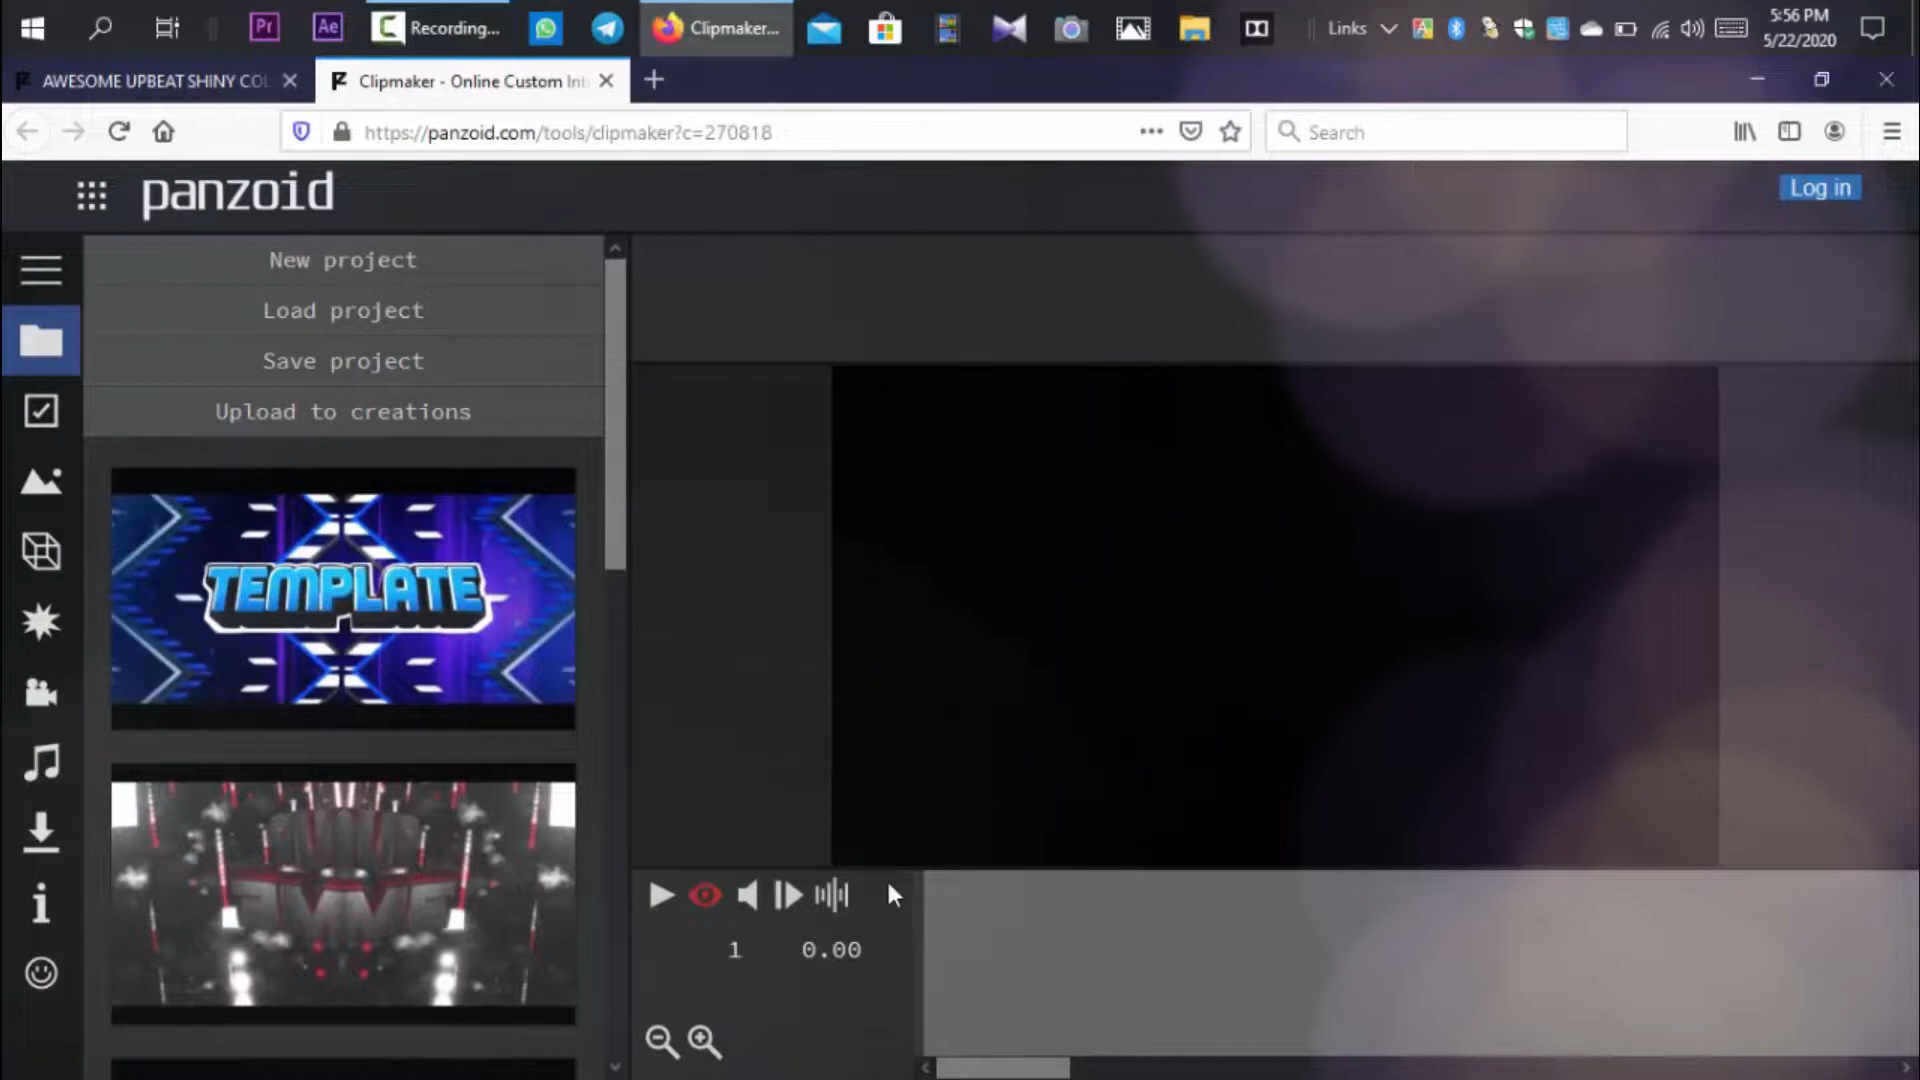 Pr
Ae
Recording...
Clipmaker...
Links
5:56 PM
5/22/2020
AWESOME UPBEAT SHINY COL
Clipmaker - Online Custom Int
https://panzoid.com/tools/clipmaker?c=270818
Search
panzoid
Log in
New project
Load project
Save project
Upload to creations
TEMPLATE
1 0.00